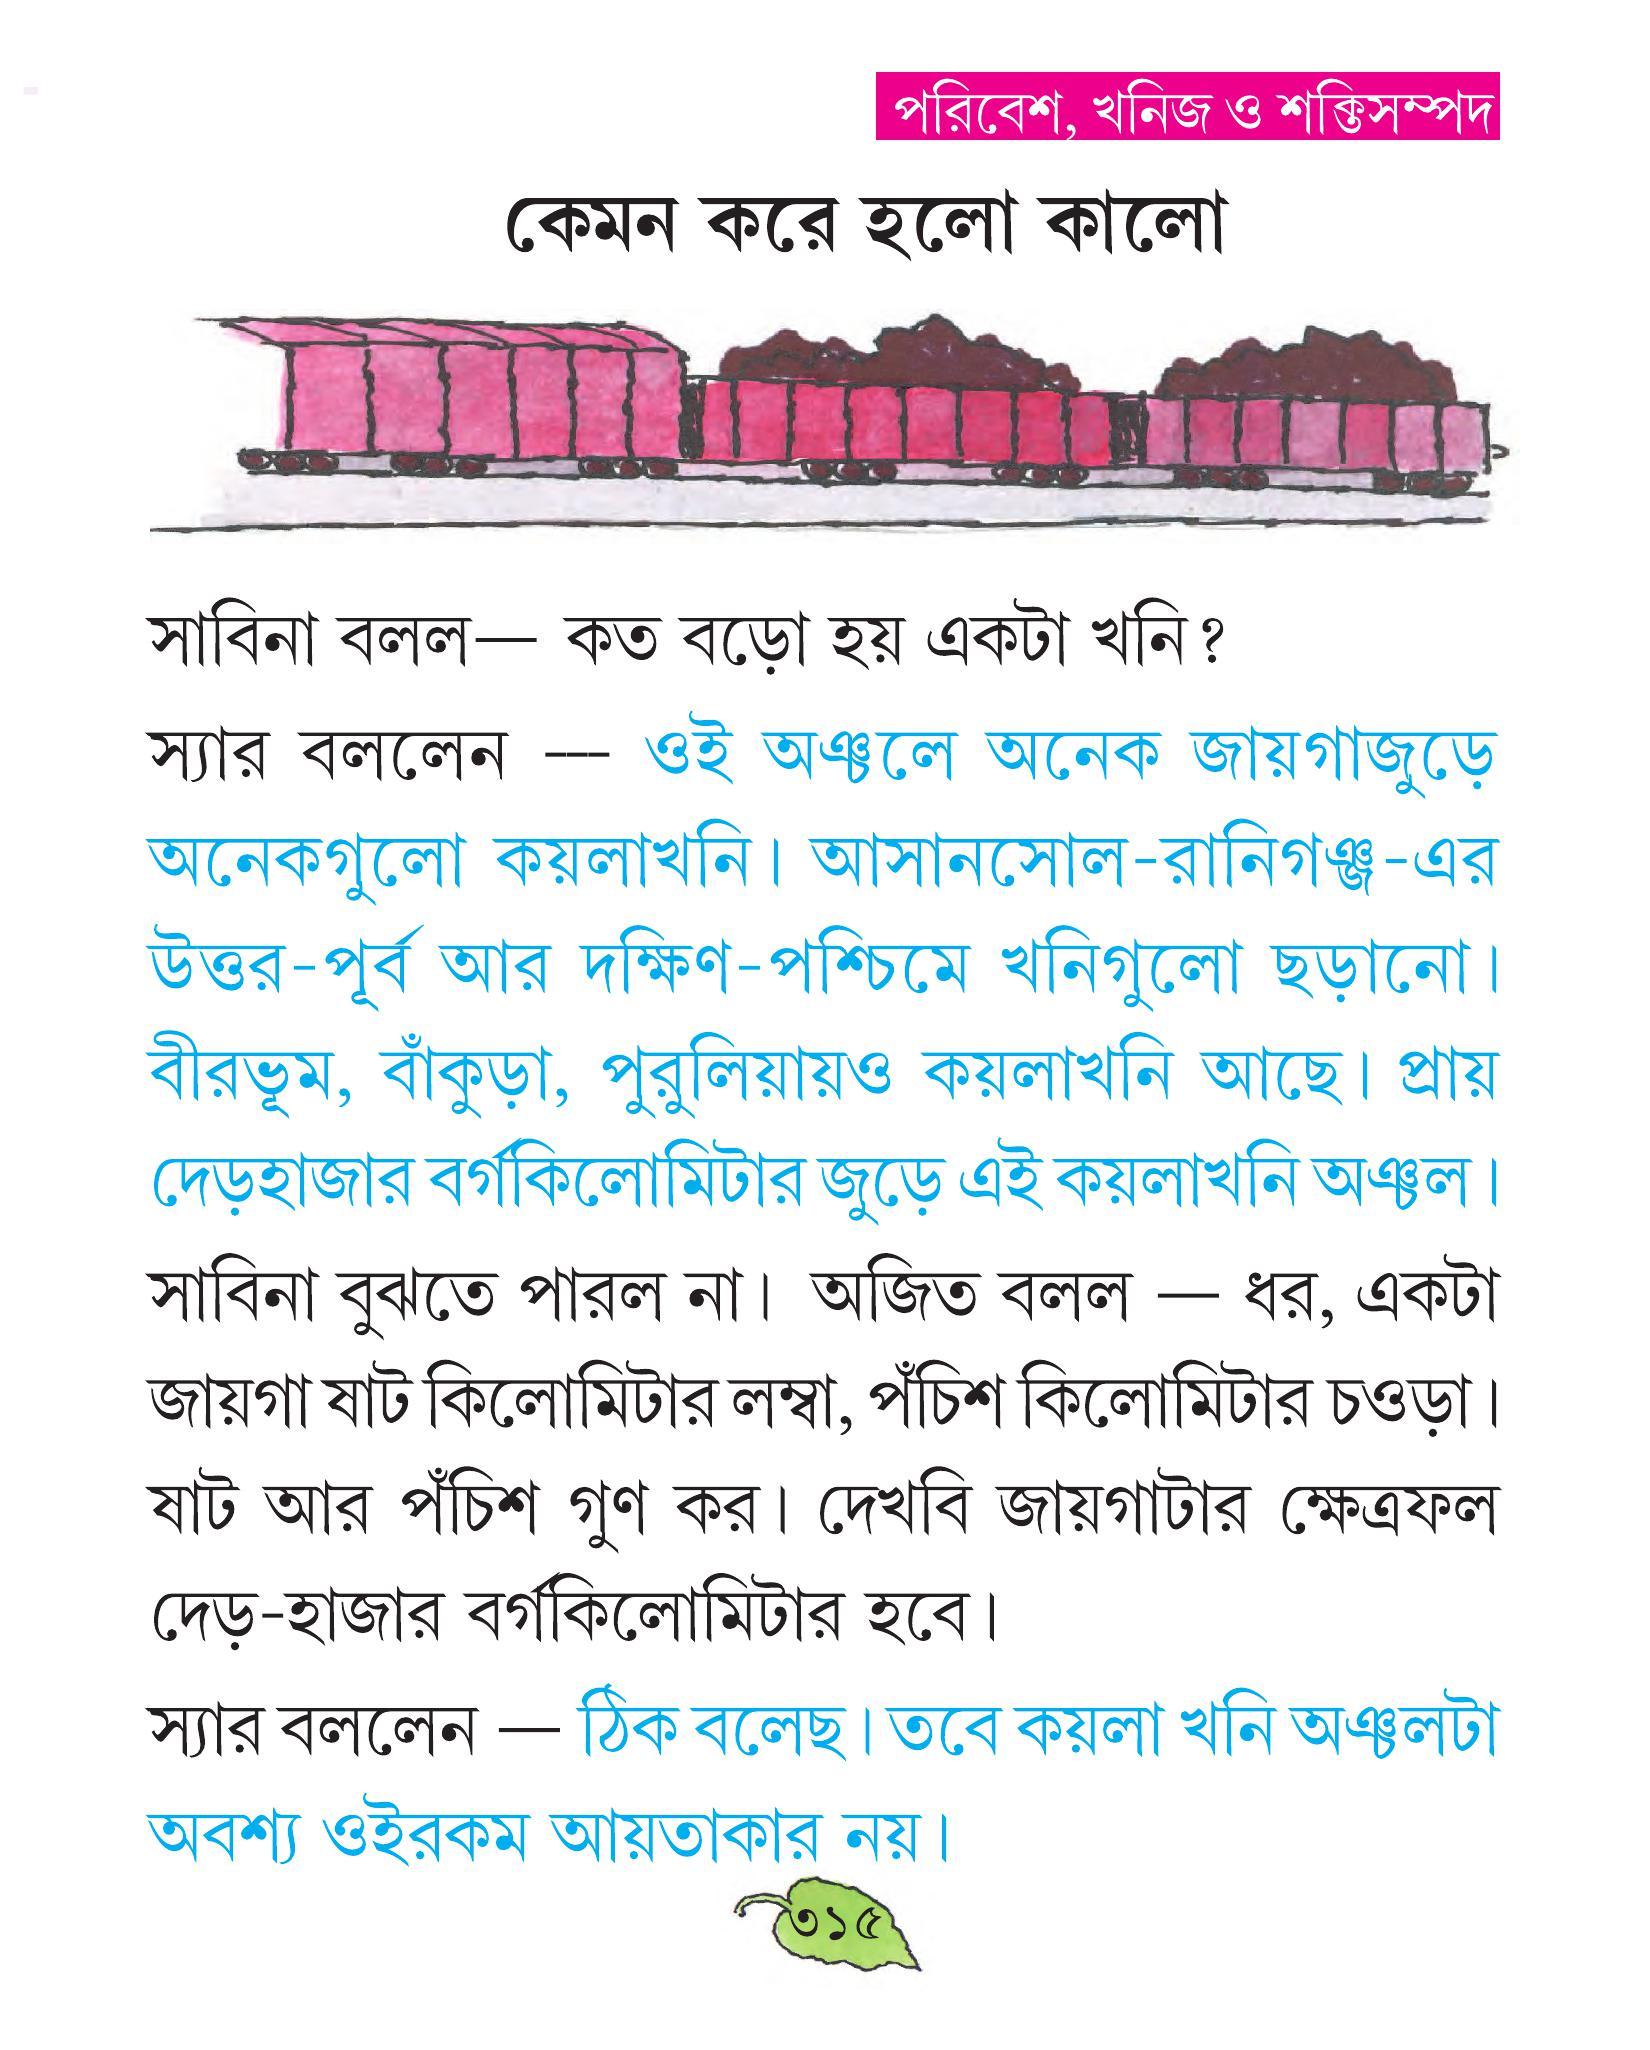 পরিবেশ, খনিজ ও শক্তিসম্পদ
কেমন করে হলো কালো
সাবিনা বলল— কত বড়ো হয় একটা খনি?
স্যার বললেন --- ওই অঞ্চলে অনেক জায়গাজুড়ে
অনেকগুলো কয়লাখনি। আসানসোল-রানিগঞ্জ-এর
উত্তর-পূর্ব আর দক্ষিণ-পশ্চিমে খনিগুলো ছড়ানো।
বীরভূম, বাঁকুড়া, পুরুলিয়ায়ও কয়লাখনি আছে। প্রায়
দেড়হাজার বর্গকিলোমিটার জুড়ে এই কয়লাখনি অঞ্চল।
সাবিনা বুঝতে পারল না। অজিত বলল — ধর, একটা
জায়গা ষাট কিলোমিটার লম্বা, পঁচিশ কিলোমিটার চওড়া।
ষাট আর পঁচিশ গুণ কর। দেখবি জায়গাটার ক্ষেত্রফল
দেড়-হাজার বর্গকিলোমিটার হবে।
স্যার বললেন — ঠিক বলেছ। তবে কয়লা খনি অঞ্চলটা
অবশ্য ওইরকম আয়তাকার নয়।
৩১৫